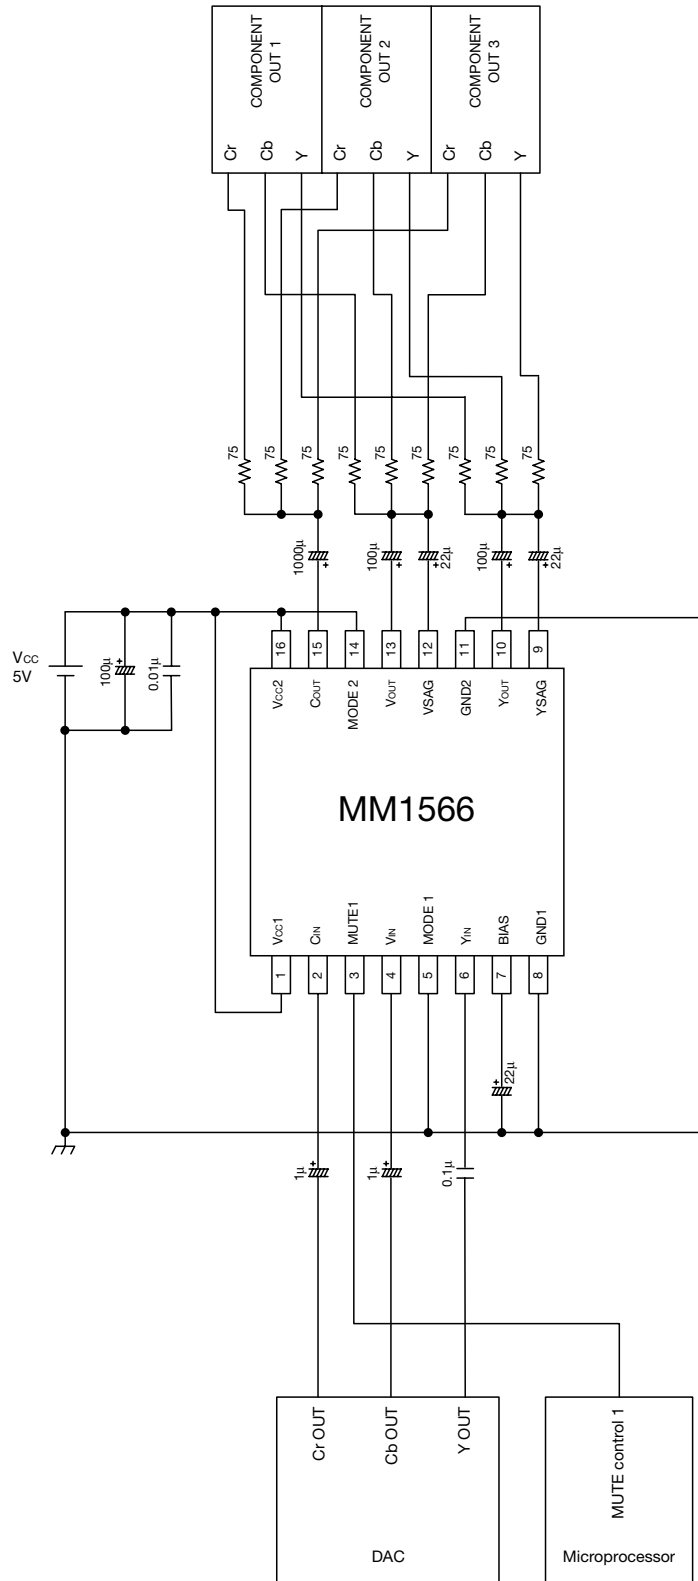 COMPONENT
OUT 1
COMPONENT
OUT 2
COMPONENT
OUT 3
Cr
Cb
Y
Cr
Cb
Y
Cr
Cb
Y
75
75
75
75
75
75
75
75
75
1000μ
100μ
22μ
100μ
22μ
VCC
5V
100μ
0.01μ
16
15
14
13
12
11
10
9
VCC2
COUT
MODE 2
VOUT
VSAG
GND2
YOUT
YSAG
MM1566
VCC1
CIN
MUTE1
VIN
MODE 1
YIN
BIAS
GND1
1
2
3
4
5
6
7
8
22μ
1μ
1μ
0.1μ
Cr OUT
Cb OUT
Y OUT
DAC
MUTE control 1
Microprocessor